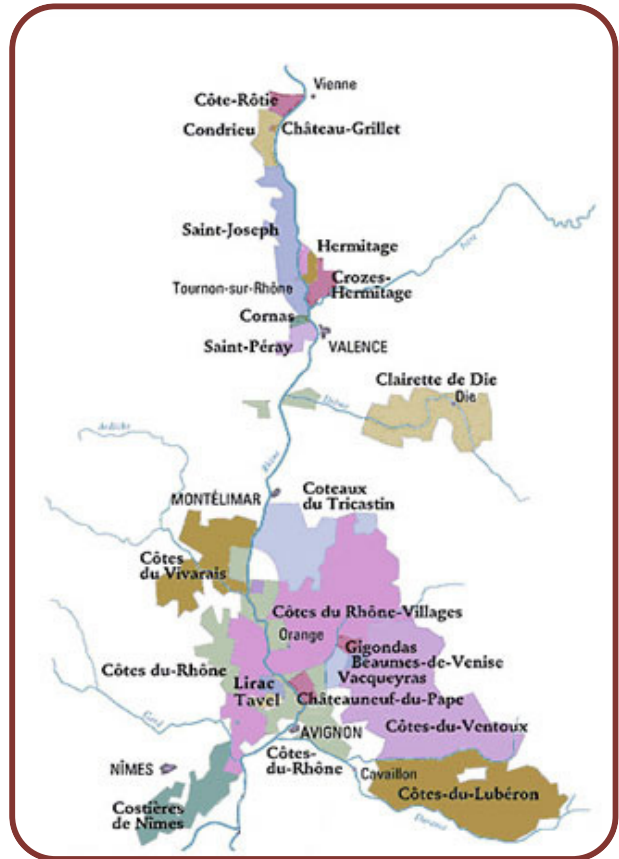 Vienne
Côte-Rôtie
Condrieu
Château-Grillet
Saint-Joseph
Hermitage
Isère
Tournon-sur-Rhône
Crozes-
Hermitage
Cornas
Saint-Péray
VALENCE
Clairette de Die
Die
Drôme
Ardèche
Rhône
MONTÉLIMAR
Coteaux
du Tricastin
Côtes
du Vivarais
Côtes du Rhône-Villages
Orange
Gigondas
Beaumes-de-Venise
Vacqueyras
Côtes du-Rhône
Lirac
Tavel
Châteauneuf-du-Pape
Côtes-du-Ventoux
Gard
AVIGNON
Côtes-
du-Rhône
NÎMES
Cavaillon
Côtes-du-Lubéron
Costières
de Nîmes
Durance